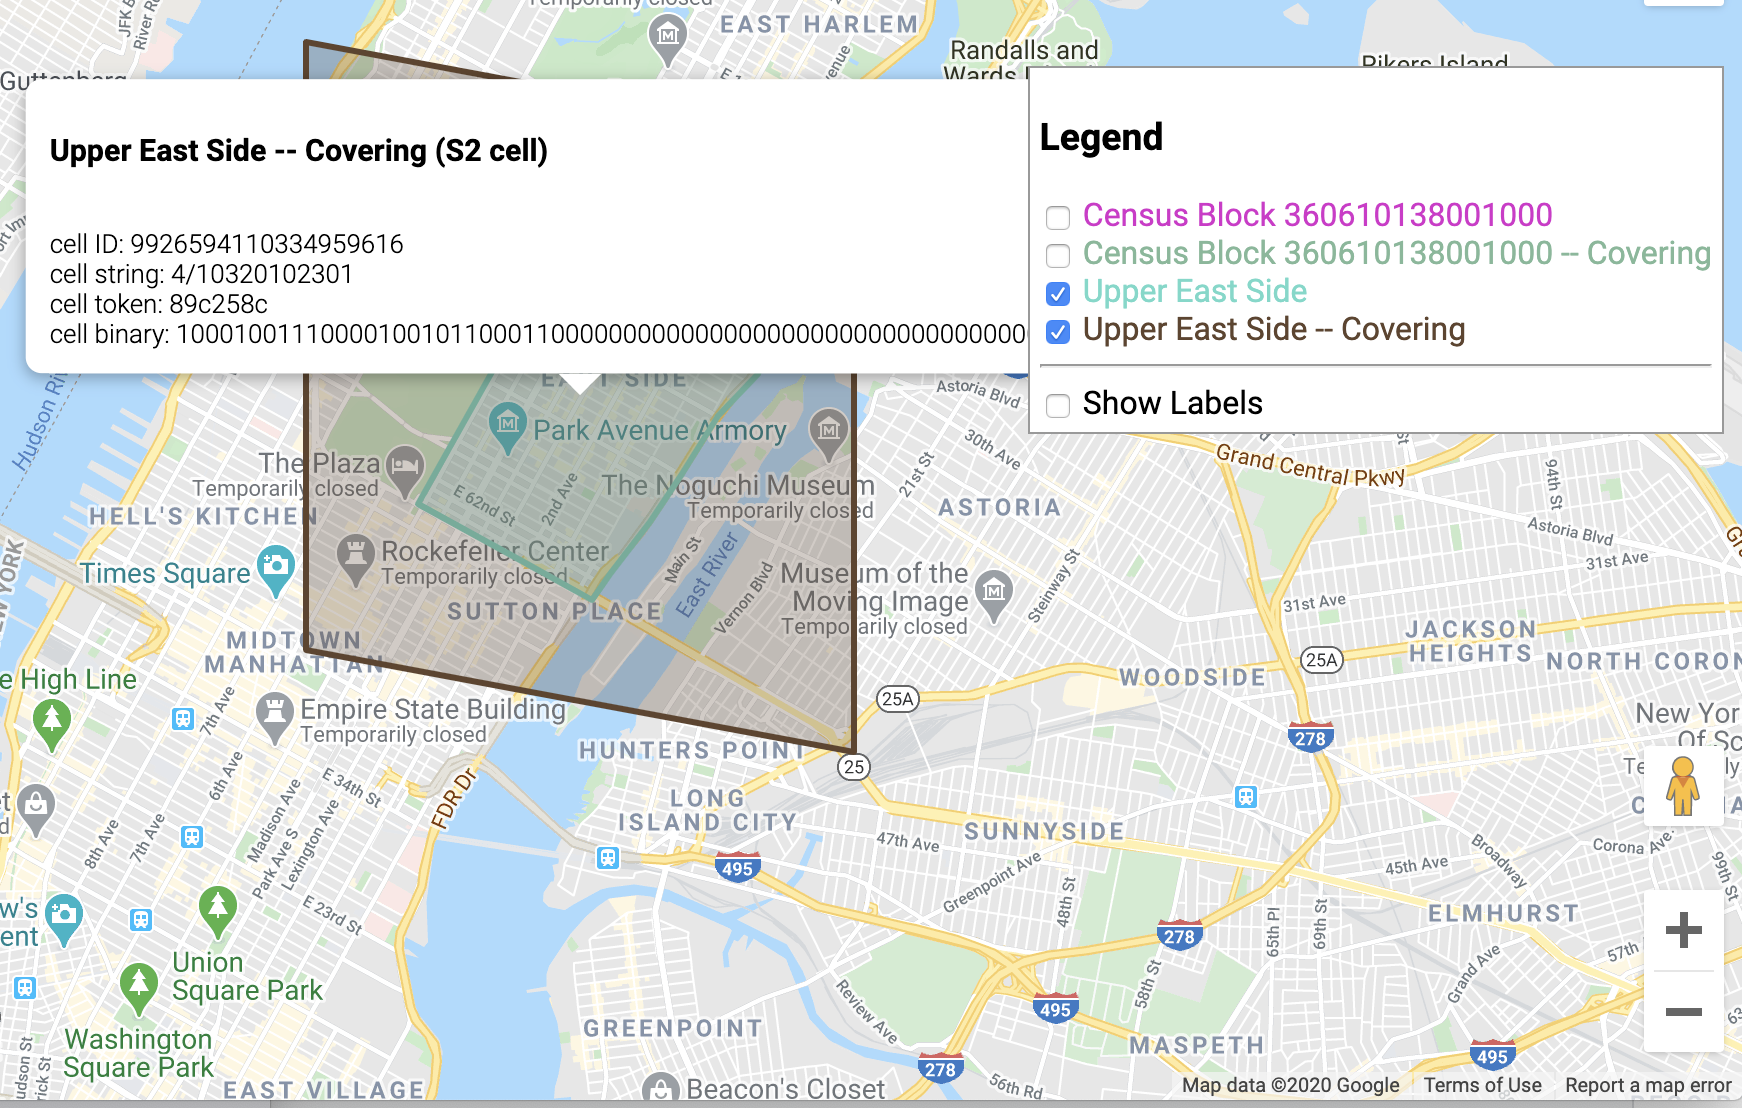 Temporarily closed
EAST HARLEM
JFK B
River Ro
Randalls and
Wards
Rikers Island
Guttenberg
Upper East Side -- Covering (S2 cell)
cell ID: 9926594110334959616
cell string: 4/10320102301
cell token: 89c258c
Legend
Census Block 360610138001000
Census Block 360610138001000 -- Covering
Upper East Side
Upper East Side -- Covering
Show Labels
EAST SIDE
Astoria Blvd
Hudson Riv
Park Avenue Armory
30th Ave
Grand Central Pkwy
The Plaza
Temporarily closed
E 62nd St
2nd Ave
The Noguchi Museum
Temporarily closed
21st St
94th St
ASTORIA
HELL'S KITCHEN
Astoria Blvd
31st Ave
Rockefeller Center
Temporarily closed
Times Square
Main St
East River
Vernon Blvd
Museum of the
Moving Image
Temporarily closed
Steinway St
31st Ave
SUTTON PLACE
MIDTOWN
MANHATTAN
JACKSON
HEIGHTS
NORTH CORON
25A
WOODSIDE
25A
e High Line
7th Ave
Empire State Building
Temporarily closed
HUNTERS POINT
25
278
New Yor
Of Sc
6th Ave
E 34th St
FDR Dr
LONG
ISLAND CITY
SUNNYSIDE
8th Ave
7th Ave
Madison Ave
Park Ave S
Lexington Ave
495
47th Ave
Greenpoint Ave
48th St
45th Ave
Broadway
Corona Ave
99th St
E 23rd St
w's
ent
278
65th Pl
69th St
ELMHURST
57th
Union
Square Park
Review Ave
495
58th St
Grand Ave
Washington
Square Park
GREENPOINT
MASPETH
278
495
EAST VILLAGE
Beacon's Closet
56th Rd
Map data ©2020 Google
Terms of Use
Report a map error